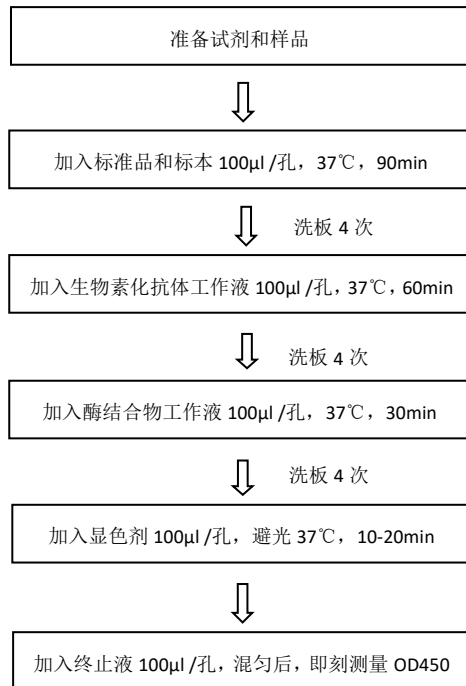 准备试剂和样品
加入标准品和标本 100μl /孔，37℃，90min
洗板 4 次
加入生物素化抗体工作液 100μl /孔，37℃，60min
洗板 4 次
加入酶结合物工作液 100μl /孔，37℃，30min
洗板 4 次
加入显色剂 100μl /孔，避光 37℃，10-20min
加入终止液 100μl /孔，混匀后，即刻测量 OD450